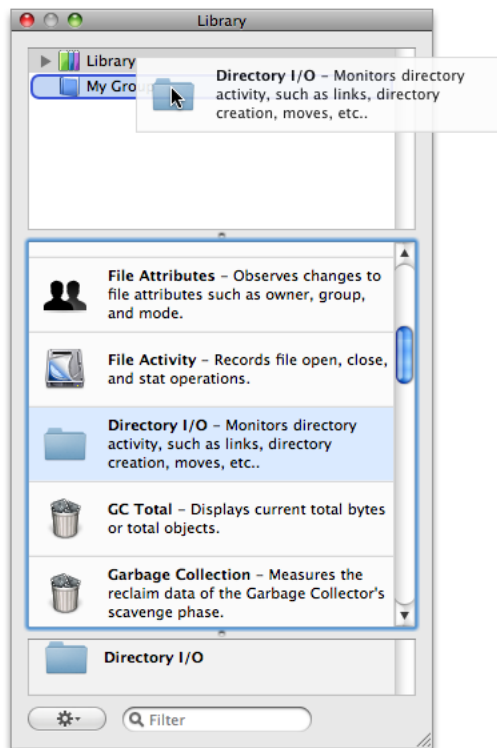 Library
Library
My Grou
Directory I/O – Monitors directory
activity, such as links, directory
creation, moves, etc..
File Attributes – Observes changes to
file attributes such as owner, group,
and mode.
File Activity – Records file open, close,
and stat operations.
Directory I/O – Monitors directory
activity, such as links, directory
creation, moves, etc..
GC Total – Displays current total bytes
or total objects.
Garbage Collection – Measures the
reclaim data of the Garbage Collector's
scavenge phase.
Directory I/O
Filter